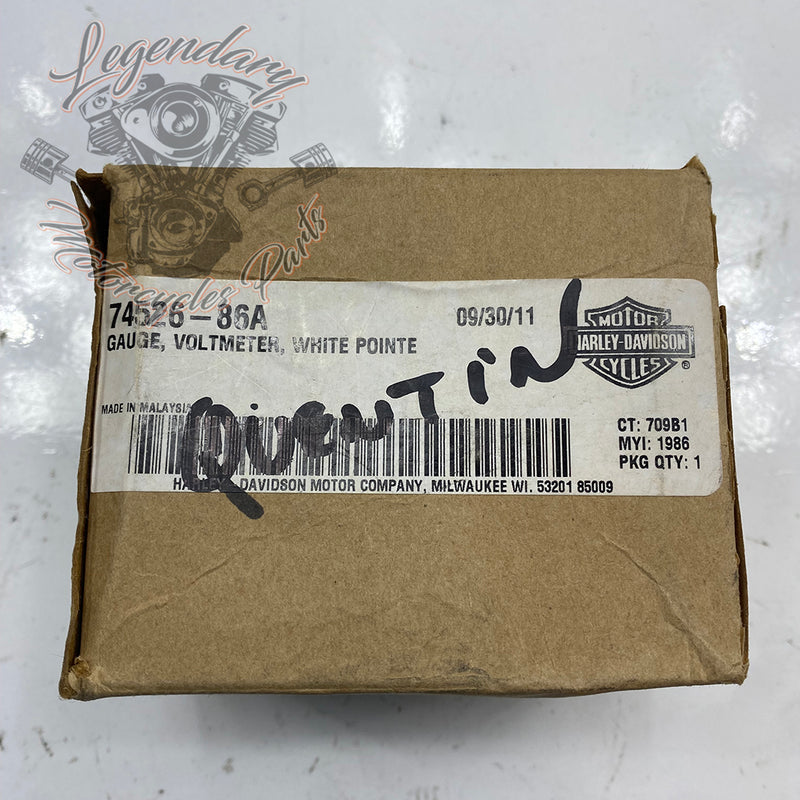 Legendary
Motorcycles Parts
74526-86A
09/30/11
GAUGE, VOLTMETER, WHITE POINTE
MOTOR
HARLEY-DAVIDSON
CYCLES
®
QUENTIN
MADE IN MALAYSIA
CT: 709B1
MYI: 1986
PKG QTY: 1
HARLEY-DAVIDSON MOTOR COMPANY, MILWAUKEE WI. 53201 85009